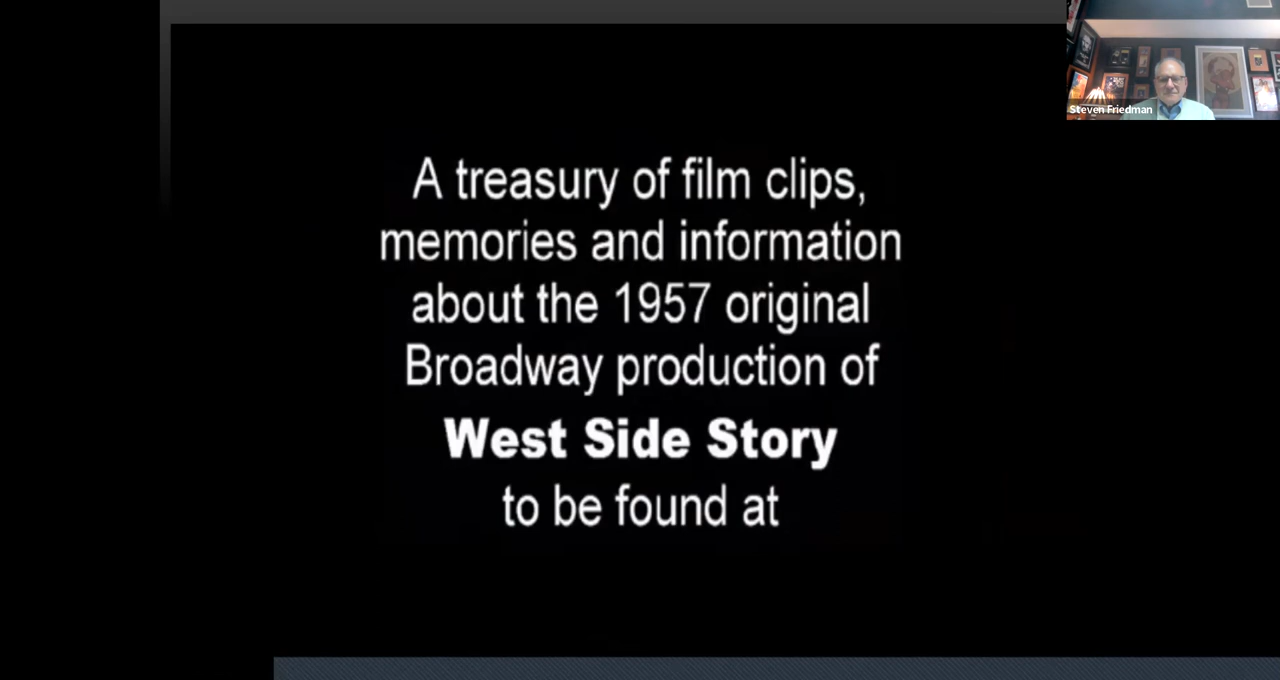 Steven Friedman
A treasury of film clips,
memories and information
about the 1957 original
Broadway production of
West Side Story
to be found at